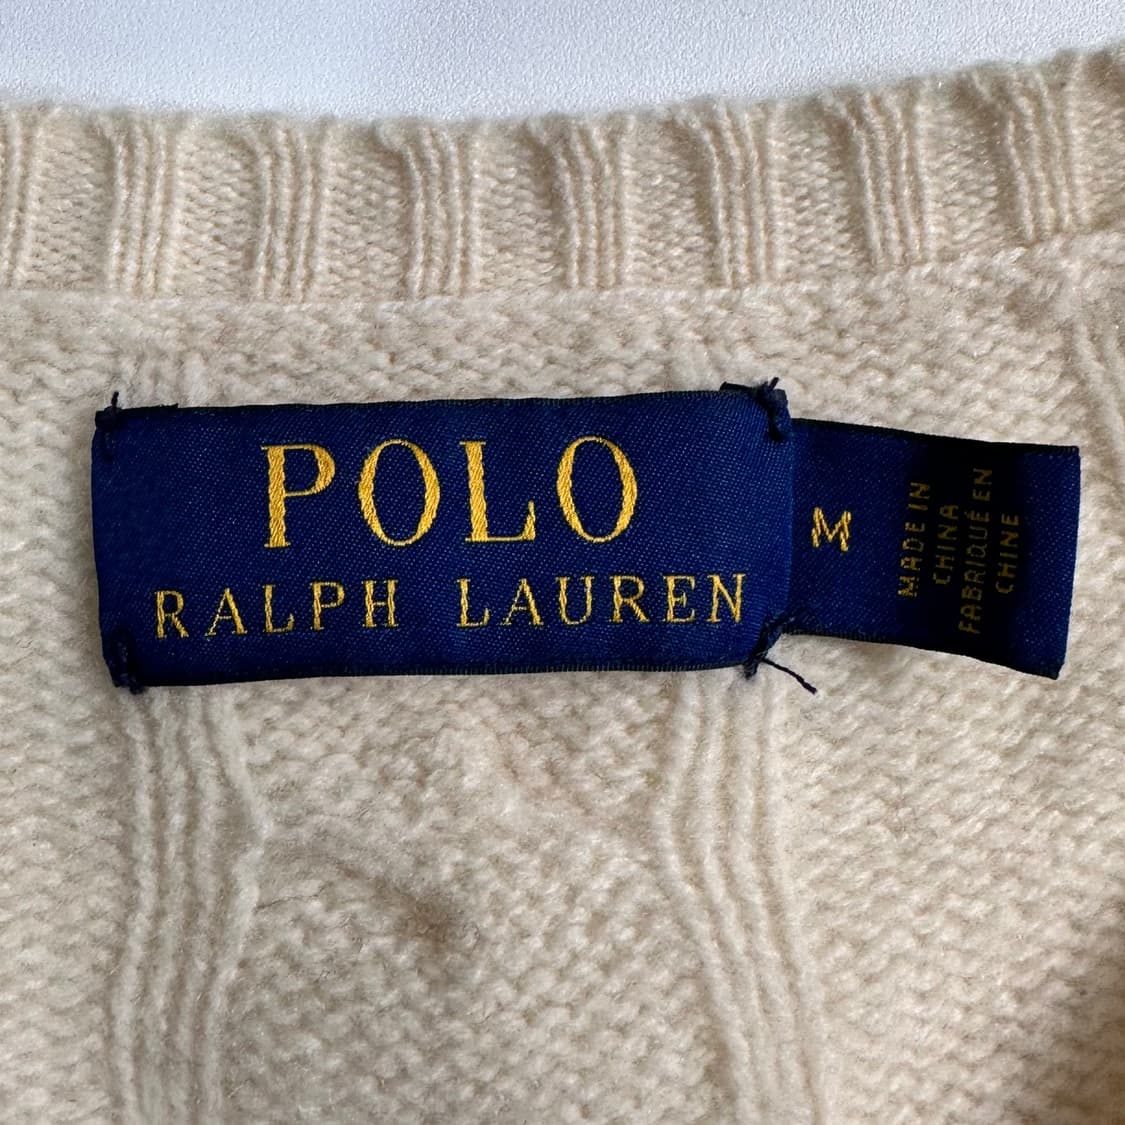 POLO
RALPH LAUREN
M
MADE IN
CHINA
FABRIQUÉ EN
CHINE